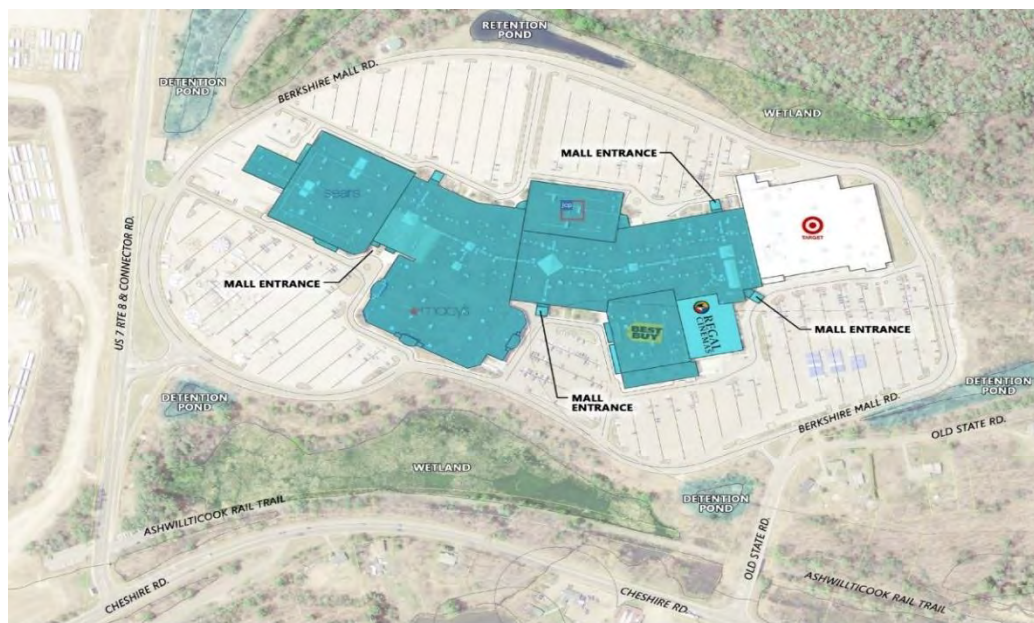 RETENTION
POND
DETENTION
POND
BERKSHIRE MALL RD.
WETLAND
MALL ENTRANCE
sears
TARGET
MALL ENTRANCE
US 7 RTE 8 & CONNECTOR RD.
macys
BEST
BUY
REGAL
CINEMAS
MALL ENTRANCE
MALL
ENTRANCE
DETENTION
POND
DETENTION
POND
BERKSHIRE MALL RD.
OLD STATE RD.
WETLAND
DETENTION
POND
ASHWILLTICOOK RAIL TRAIL
OLD STATE RD.
ASHWILLTICOOK RAIL TRAIL
CHESHIRE RD.
CHESHIRE RD.